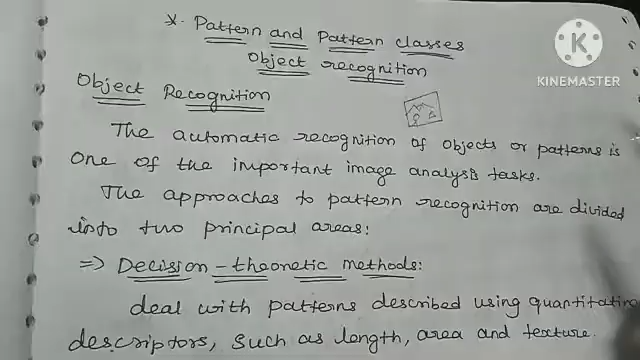 * Pattern and Pattern classes
Object recognition
KINEMASTER
Object Recognition
The automatic recognition of objects or patterns is
one of the important image analysis tasks.
The approaches to pattern recognition are divided
into two principal areas:
=> Decision-theoretic methods:
deal with patterns described using quantitative
descriptors, such as length, area and texture.